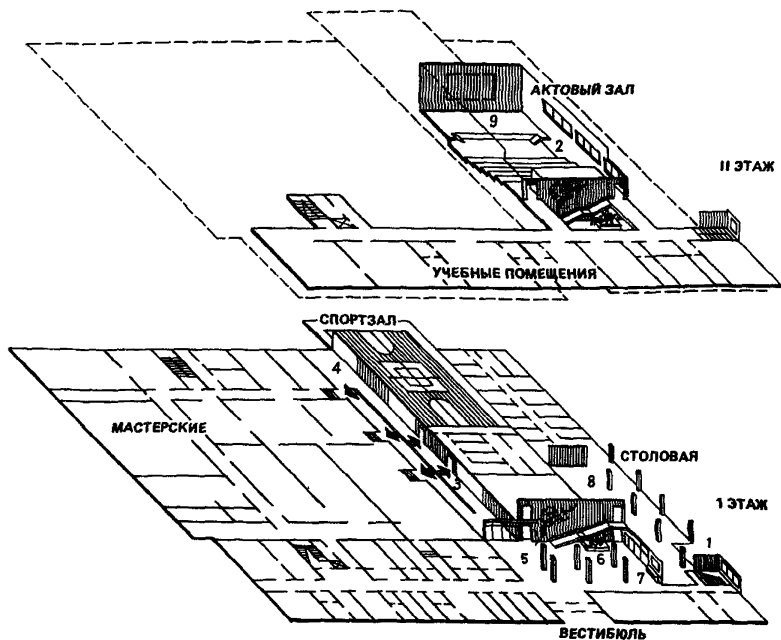 АКТОВЫЙ ЗАЛ
9
2
II ЭТАЖ
УЧЕБНЫЕ ПОМЕЩЕНИЯ
СПОРТЗАЛ
4
МАСТЕРСКИЕ
СТОЛОВАЯ
3
8
1 ЭТАЖ
1
5
6
7
ВЕСТИБЮЛЬ